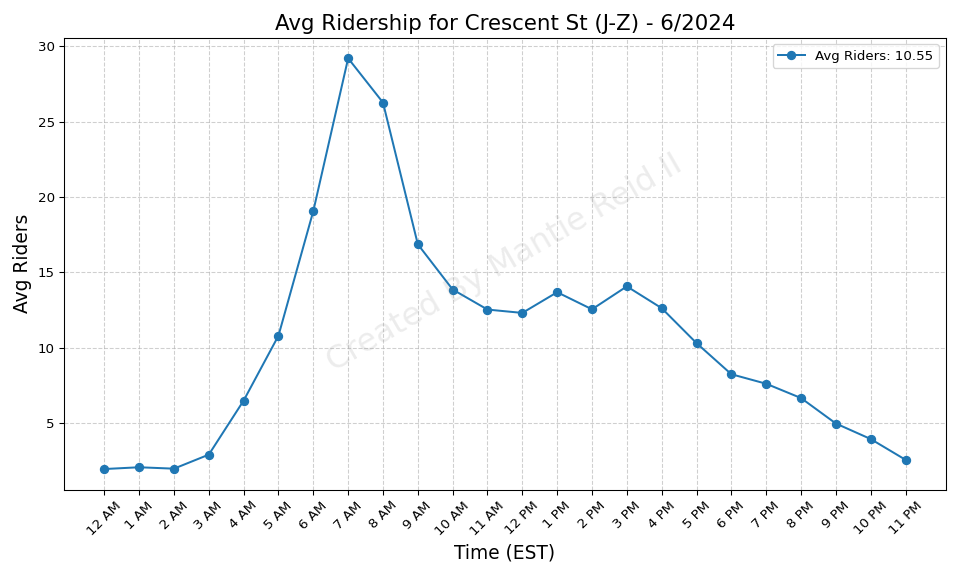 Avg Ridership for Crescent St (J-Z) - 6/2024
Avg Riders: 10.55
30
25
20
15
10
5
Avg Riders
Created By Mantie Reid II
12 AM
1 AM
2 AM
3 AM
4 AM
5 AM
6 AM
7 AM
8 AM
9 AM
10 AM
11 AM
12 PM
1 PM
2 PM
3 PM
4 PM
5 PM
6 PM
7 PM
8 PM
9 PM
10 PM
11 PM
Time (EST)